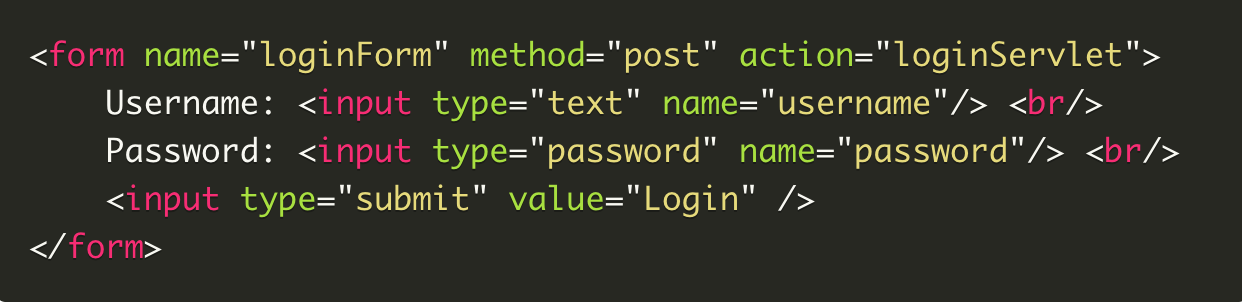 <form name="loginForm" method="post" action="loginServlet">
    Username: <input type="text" name="username"/> <br/>
    Password: <input type="password" name="password"/> <br/>
    <input type="submit" value="Login" />
</form>